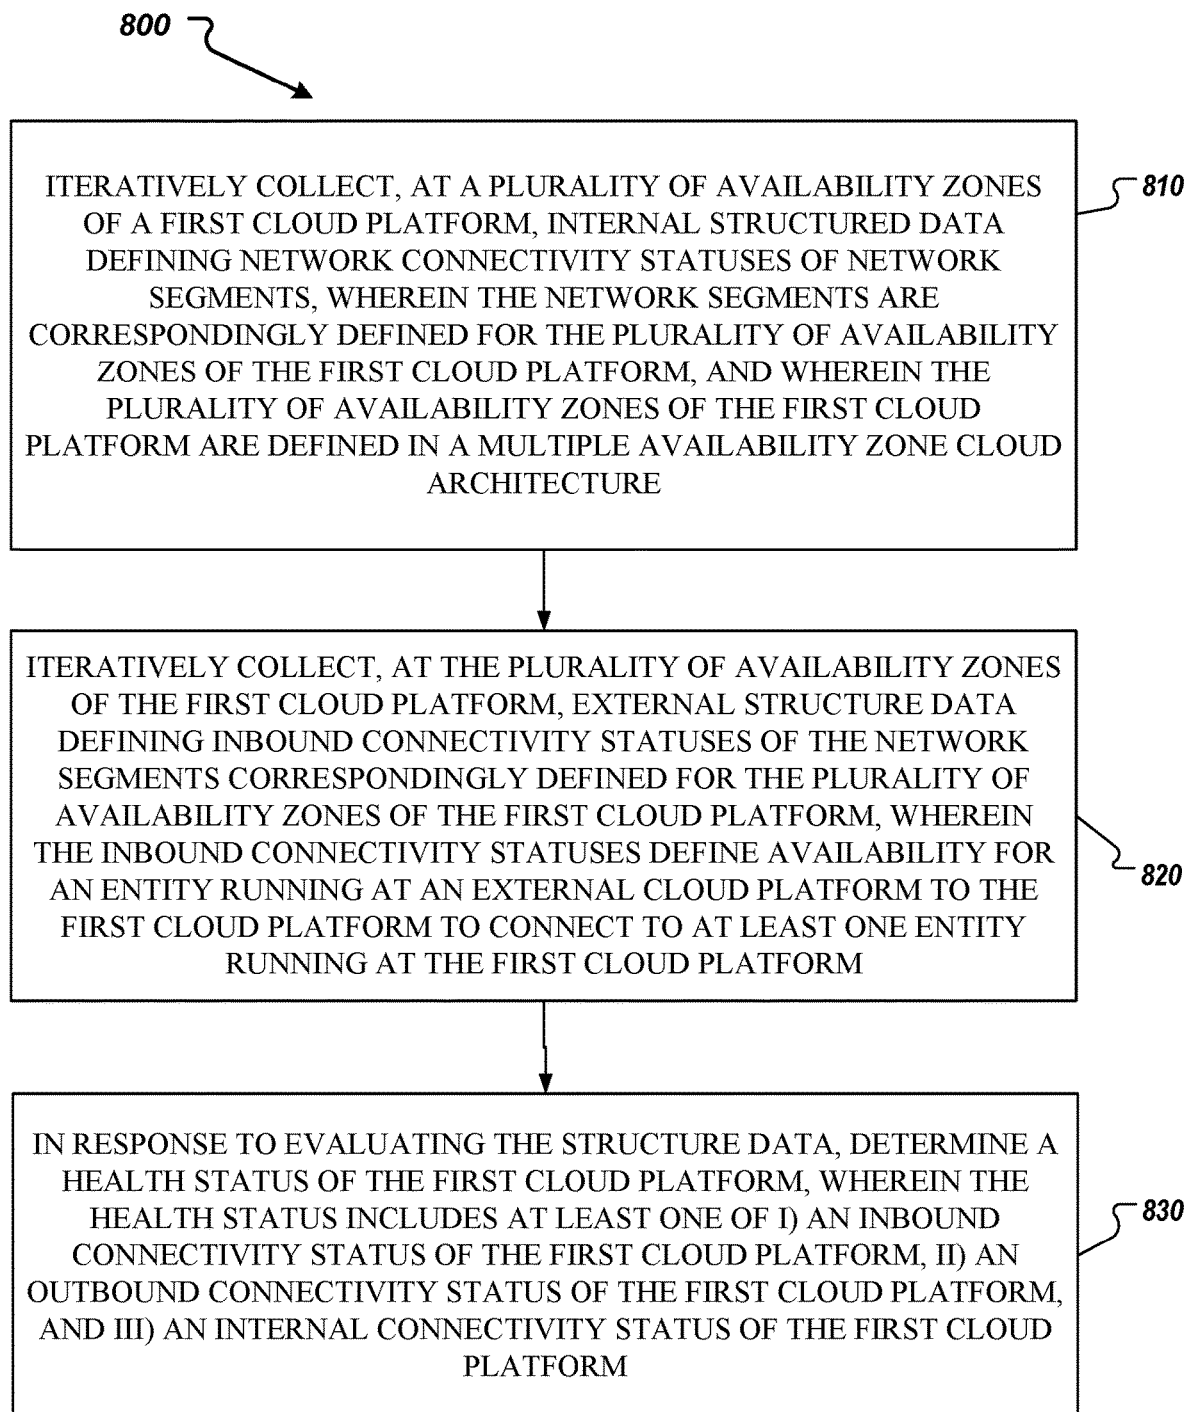 800
ITERATIVELY COLLECT, AT A PLURALITY OF AVAILABILITY ZONES
OF A FIRST CLOUD PLATFORM, INTERNAL STRUCTURED DATA
DEFINING NETWORK CONNECTIVITY STATUSES OF NETWORK
SEGMENTS, WHEREIN THE NETWORK SEGMENTS ARE
CORRESPONDINGLY DEFINED FOR THE PLURALITY OF AVAILABILITY
ZONES OF THE FIRST CLOUD PLATFORM, AND WHEREIN THE
PLURALITY OF AVAILABILITY ZONES OF THE FIRST CLOUD
PLATFORM ARE DEFINED IN A MULTIPLE AVAILABILITY ZONE CLOUD
ARCHITECTURE
810
ITERATIVELY COLLECT, AT THE PLURALITY OF AVAILABILITY ZONES
OF THE FIRST CLOUD PLATFORM, EXTERNAL STRUCTURE DATA
DEFINING INBOUND CONNECTIVITY STATUSES OF THE NETWORK
SEGMENTS CORRESPONDINGLY DEFINED FOR THE PLURALITY OF
AVAILABILITY ZONES OF THE FIRST CLOUD PLATFORM, WHEREIN
THE INBOUND CONNECTIVITY STATUSES DEFINE AVAILABILITY FOR
AN ENTITY RUNNING AT AN EXTERNAL CLOUD PLATFORM TO THE
FIRST CLOUD PLATFORM TO CONNECT TO AT LEAST ONE ENTITY
RUNNING AT THE FIRST CLOUD PLATFORM
820
IN RESPONSE TO EVALUATING THE STRUCTURE DATA, DETERMINE A
HEALTH STATUS OF THE FIRST CLOUD PLATFORM, WHEREIN THE
HEALTH STATUS INCLUDES AT LEAST ONE OF I) AN INBOUND
CONNECTIVITY STATUS OF THE FIRST CLOUD PLATFORM, II) AN
OUTBOUND CONNECTIVITY STATUS OF THE FIRST CLOUD PLATFORM,
AND III) AN INTERNAL CONNECTIVITY STATUS OF THE FIRST CLOUD
PLATFORM
830